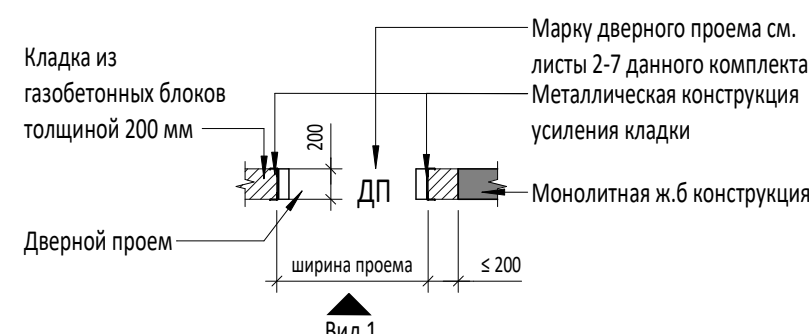 Марку дверного проема см.
листы 2-7 данного комплекта
Кладка из
газобетонных блоков
толщиной 200 мм
Металлическая конструкция
усиления кладки
200
ДП
Монолитная ж.б конструкция
Дверной проем
ширина проема
≤ 200
Вид 1